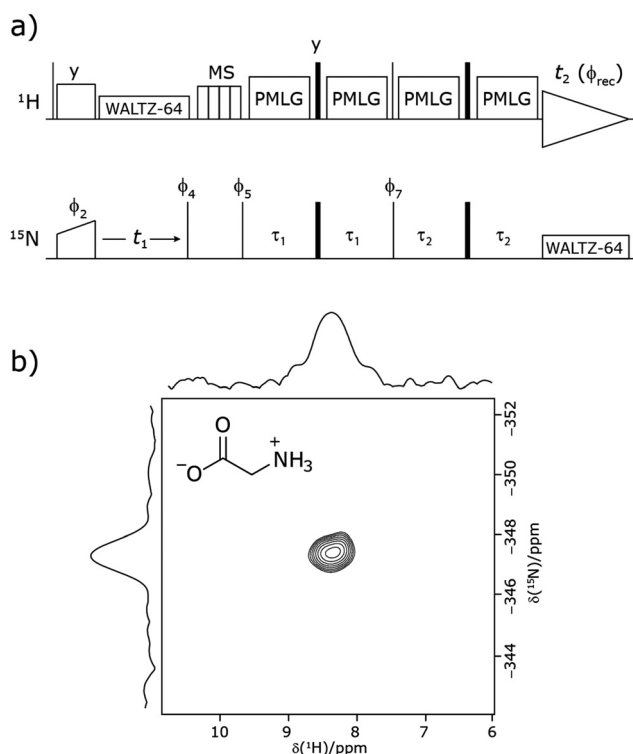 a)
y
MS
y
t₂ (ϕrec)
¹H
WALTZ-64
PMLG
PMLG
PMLG
PMLG
ϕ₂
ϕ₄
ϕ₅
ϕ₇
¹⁵N
t₁
τ₁
τ₁
τ₂
τ₂
WALTZ-64
b)
O
⁻O
+
NH₃
−352
−350
−348
−346
−344
δ(¹⁵N)/ppm
10 9 8 7 6
δ(¹H)/ppm